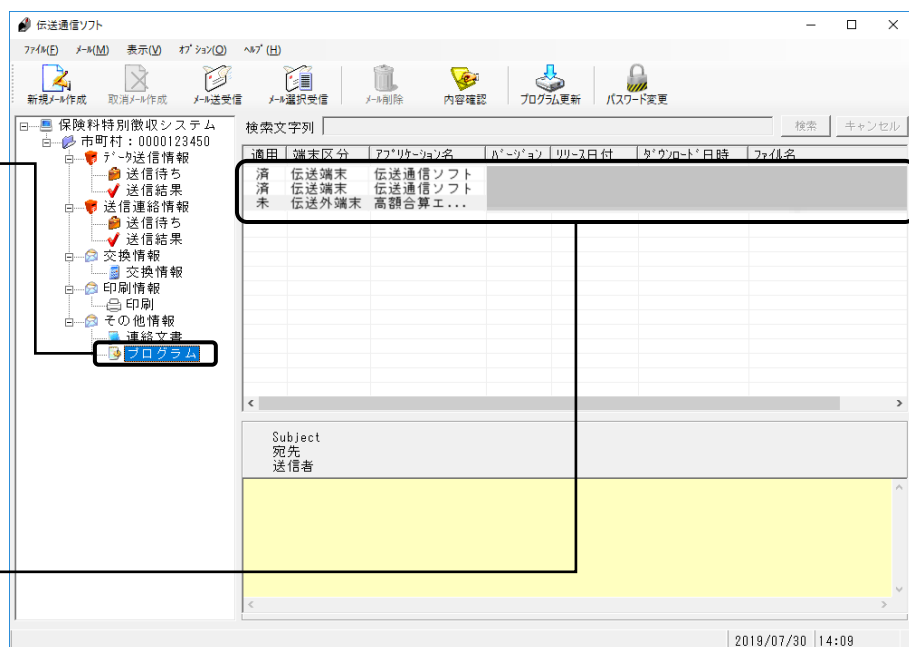 伝送通信ソフト
ファイル(F) メール(M) 表示(V) オプション(O) ヘルプ(H)
新規メール作成 取消メール作成 メール送受信 メール選択受信 メール削除 内容確認 プログラム更新 パスワード変更
保険料特別徴収システム
市町村:0000123450
データ送信情報
送信待ち
送信結果
送信連絡情報
送信待ち
送信結果
交換情報
交換情報
印刷情報
印刷
その他情報
連絡文書
プログラム
検索文字列 検索 キャンセル
適用 端末区分 アプリケーション名 バージョン リリース日付 ダウンロード日時 ファイル名
済 伝送端末 伝送通信ソフト
済 伝送端末 伝送通信ソフト
未 伝送外端末 高額合算エ...
Subject
宛先
送信者
2019/07/30 14:09